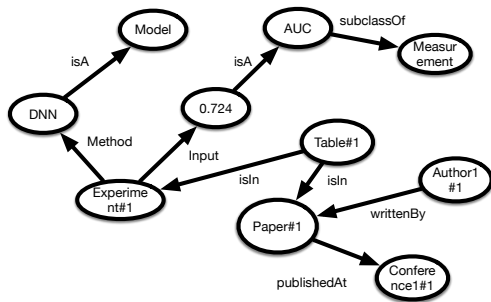 AUC
subclassOf
Model
Measur
ement
isA
isA
DNN
0.724
Method
Input
Table#1
Author1
#1
isIn
isIn
Experime
nt#1
writtenBy
Paper#1
publishedAt
Confere
nce1#1